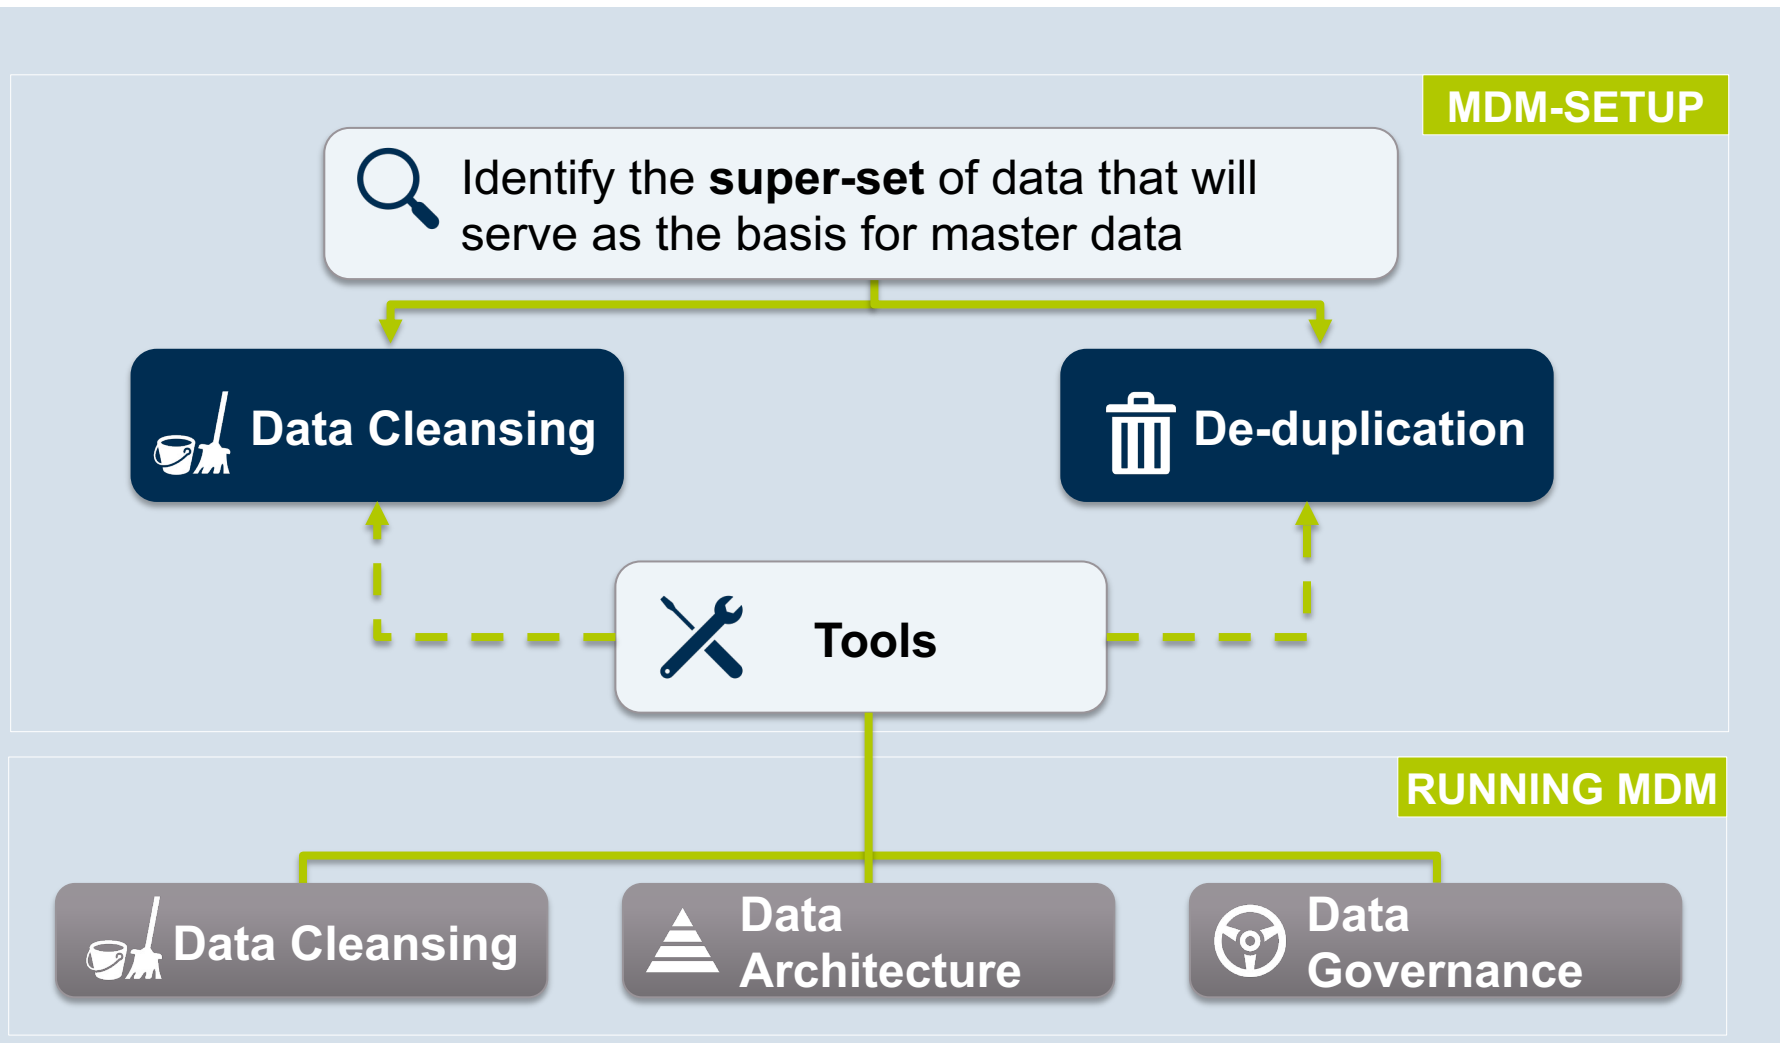 MDM-SETUP
Identify the super-set of data that will
serve as the basis for master data
Data Cleansing
De-duplication
Tools
RUNNING MDM
Data Cleansing
Data
Architecture
Data
Governance